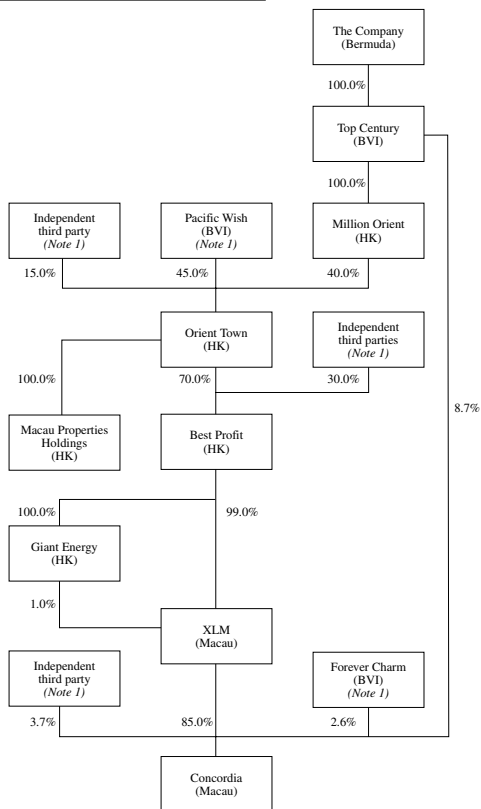 The Company
(Bermuda)
100.0%
Top Century
(BVI)
100.0%
Independent
third party
(Note 1)
Pacific Wish
(BVI)
(Note 1)
Million Orient
(HK)
15.0%
45.0%
40.0%
Orient Town
(HK)
Independent
third parties
(Note 1)
100.0%
70.0%
30.0%
8.7%
Macau Properties
Holdings
(HK)
Best Profit
(HK)
100.0%
99.0%
Giant Energy
(HK)
1.0%
XLM
(Macau)
Independent
third party
(Note 1)
Forever Charm
(BVI)
(Note 1)
3.7%
85.0%
2.6%
Concordia
(Macau)